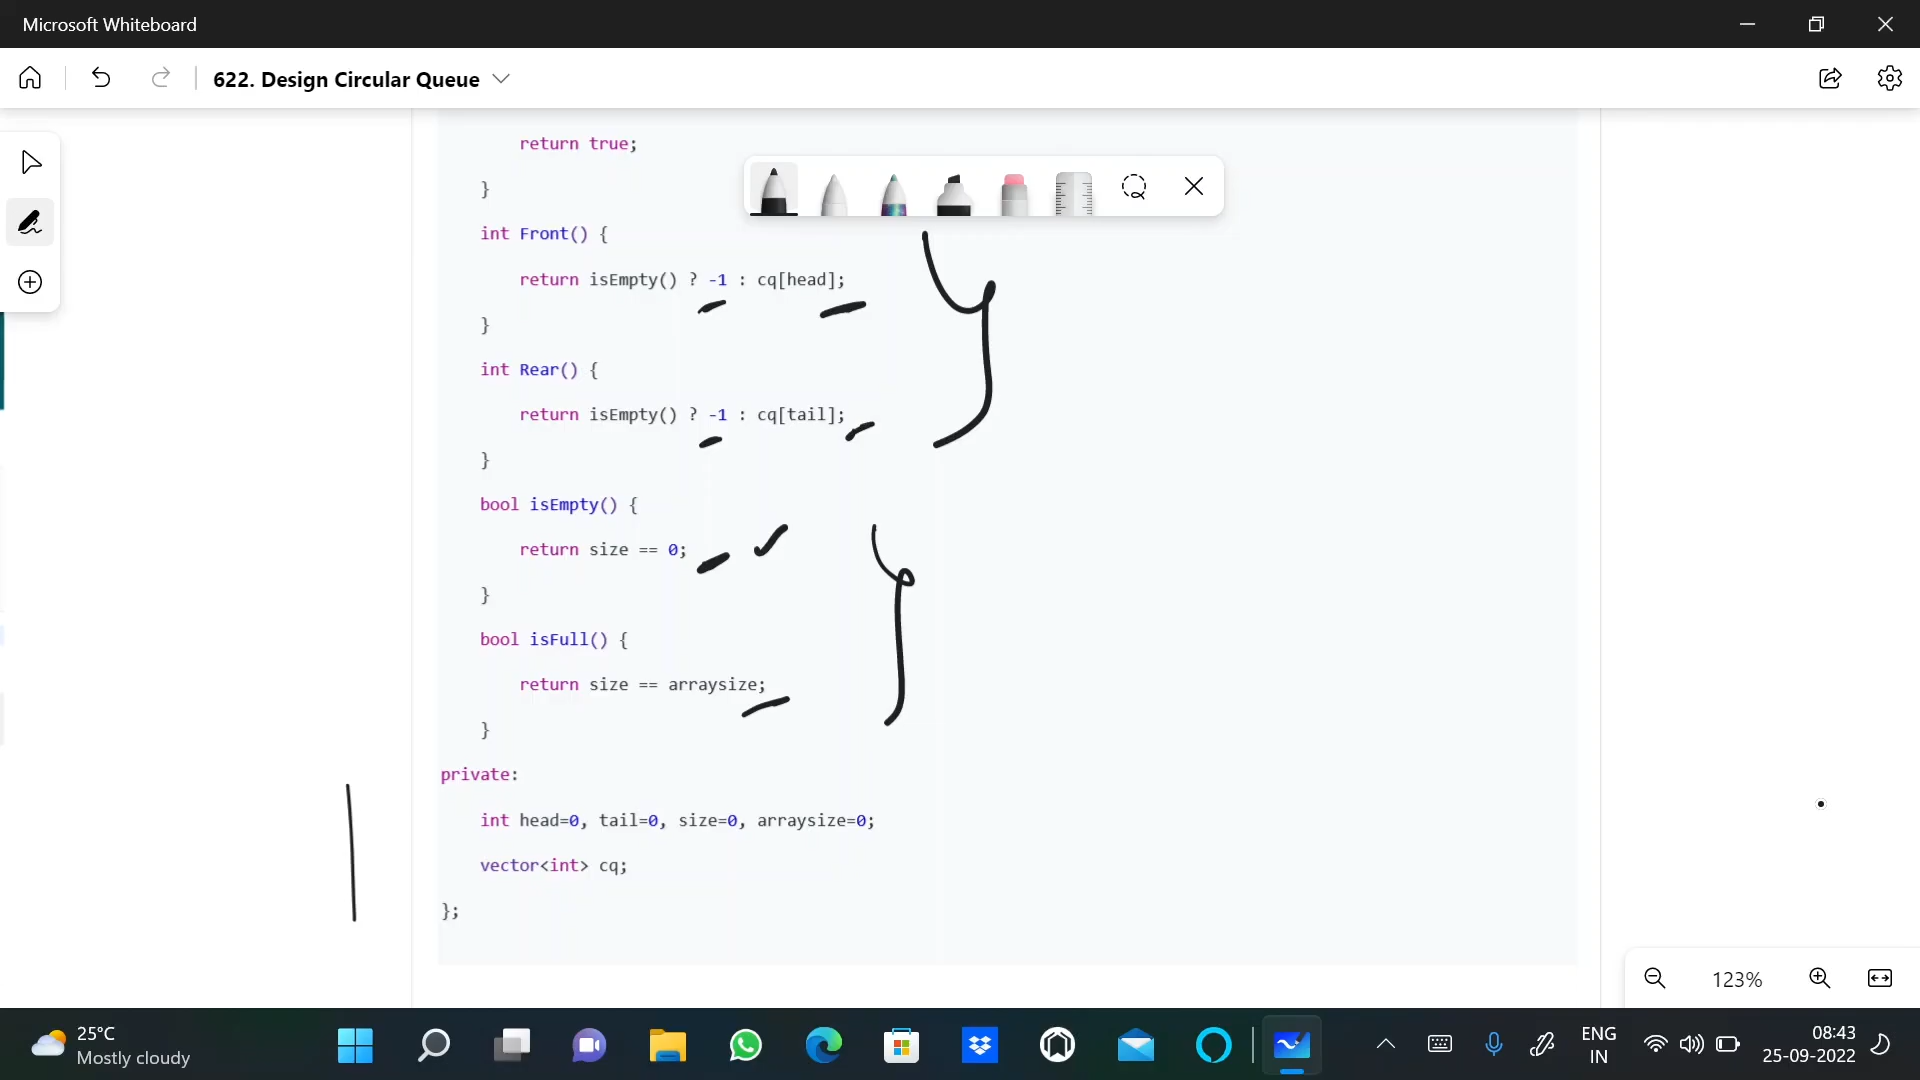 Microsoft Whiteboard
622. Design Circular Queue
return true;
}
int Front() {
return isEmpty() ? -1 : cq[head];
}
int Rear() {
return isEmpty() ? -1 : cq[tail];
}
bool isEmpty() {
return size == 0;
}
bool isFull() {
return size == arraysize;
}
private:
int head=0, tail=0, size=0, arraysize=0;
vector<int> cq;
};
123%
25°C
Mostly cloudy
ENG
IN
08:43
25-09-2022